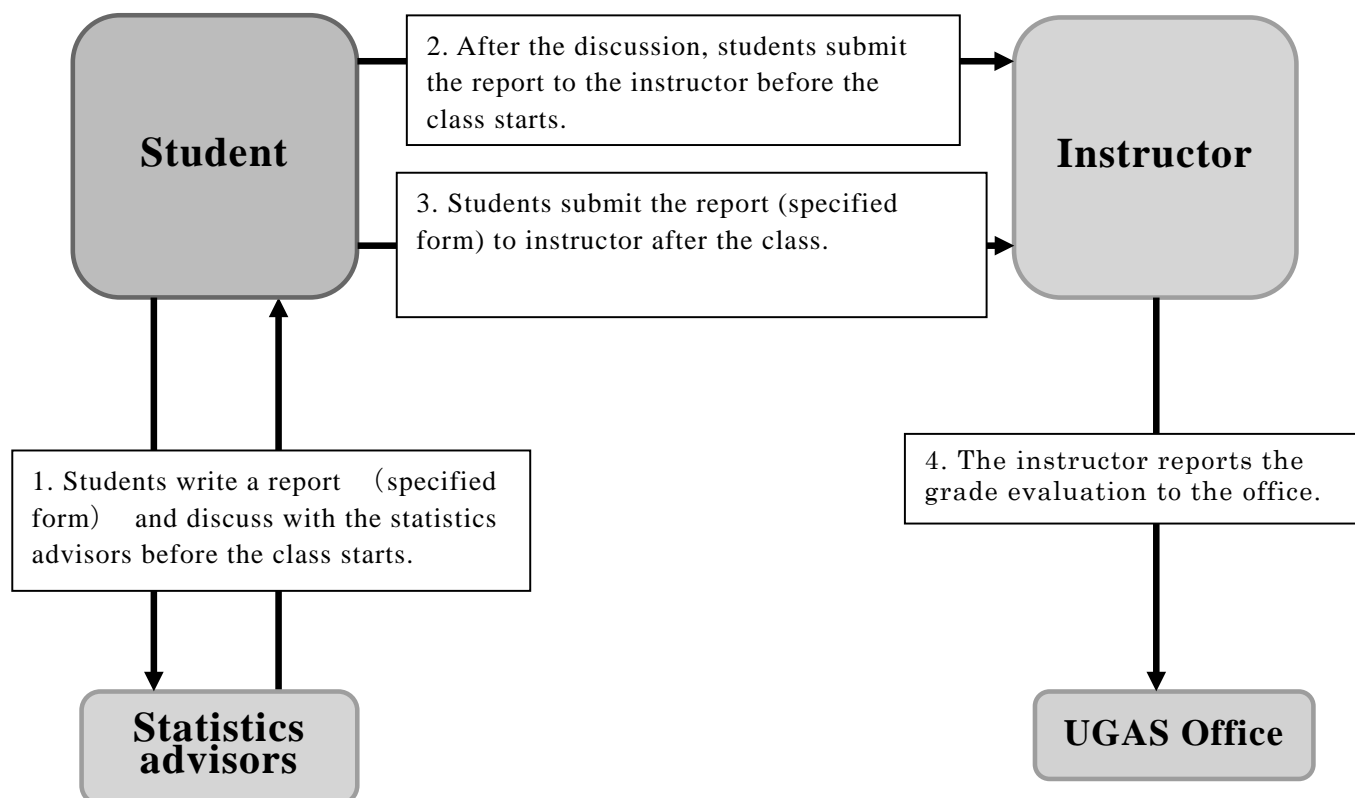 Student
2. After the discussion, students submit
the report to the instructor before the
class starts.
Instructor
3. Students submit the report (specified
form) to instructor after the class.
1. Students write a report （specified
form） and discuss with the statistics
advisors before the class starts.
4. The instructor reports the
grade evaluation to the office.
Statistics
advisors
UGAS Office